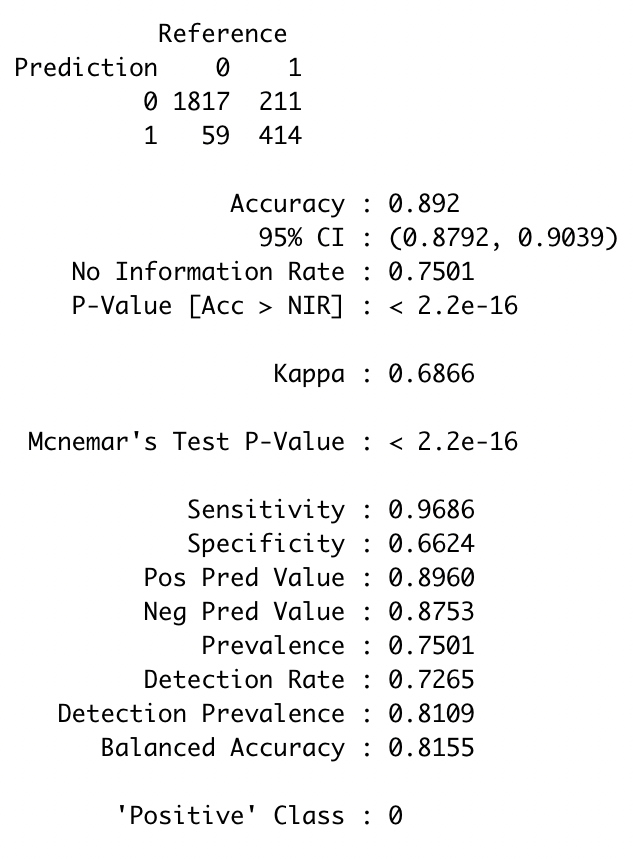 Reference
Prediction 0 1
0 1817 211
1 59 414
Accuracy : 0.892
95% CI : (0.8792, 0.9039)
No Information Rate : 0.7501
P-Value [Acc > NIR] : < 2.2e-16
Kappa : 0.6866
Mcnemar's Test P-Value : < 2.2e-16
Sensitivity : 0.9686
Specificity : 0.6624
Pos Pred Value : 0.8960
Neg Pred Value : 0.8753
Prevalence : 0.7501
Detection Rate : 0.7265
Detection Prevalence : 0.8109
Balanced Accuracy : 0.8155
'Positive' Class : 0